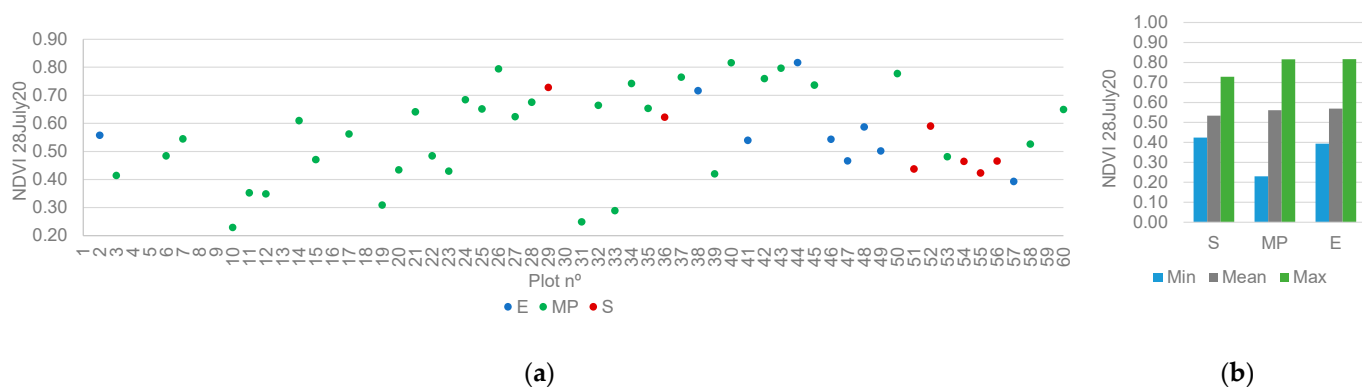 0.90
0.80
0.70
0.60
0.50
0.40
0.30
0.20
NDVI 28July20
1 2 3 4 5 6 7 8 9 10 11 12 13 14 15 16 17 18 19 20 21 22 23 24 25 26 27 28 29 30 31 32 33 34 35 36 37 38 39 40 41 42 43 44 45 46 47 48 49 50 51 52 53 54 55 56 57 58 59 60
Plot nº
E MP S
(a)
1.00
0.90
0.80
0.70
0.60
0.50
0.40
0.30
0.20
0.10
0.00
NDVI 28July20
S MP E
Min Mean Max
(b)